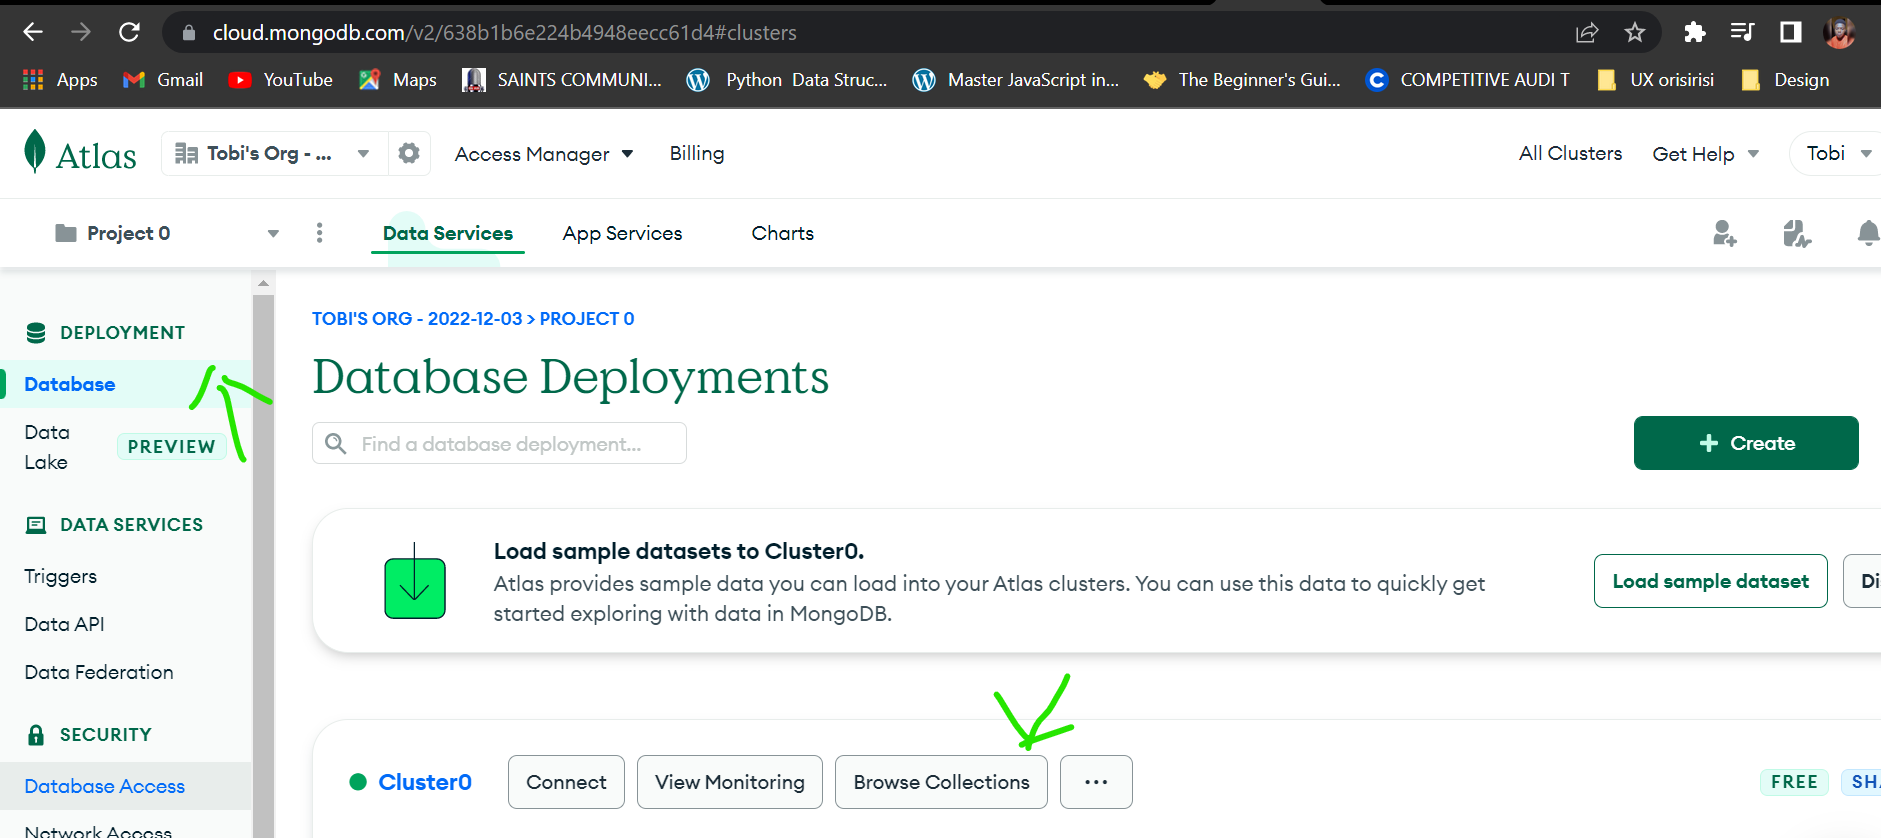 cloud.mongodb.com/v2/638b1b6e224b4948eecc61d4#clusters
Apps Gmail YouTube Maps SAINTS COMMUNI... Python Data Struc... Master JavaScript in... The Beginner's Gui... COMPETITIVE AUDI T UX orisirisi Design
Atlas Tobi's Org - ... Access Manager Billing All Clusters Get Help Tobi
Project 0 Data Services App Services Charts
DEPLOYMENT
Database
Data Lake PREVIEW
DATA SERVICES
Triggers
Data API
Data Federation
SECURITY
Database Access
Network Access
TOBI'S ORG - 2022-12-03 > PROJECT 0
Database Deployments
Find a database deployment...
+ Create
Load sample datasets to Cluster0.
Atlas provides sample data you can load into your Atlas clusters. You can use this data to quickly get
started exploring with data in MongoDB.
Load sample dataset Di
Cluster0 Connect View Monitoring Browse Collections ... FREE SHA